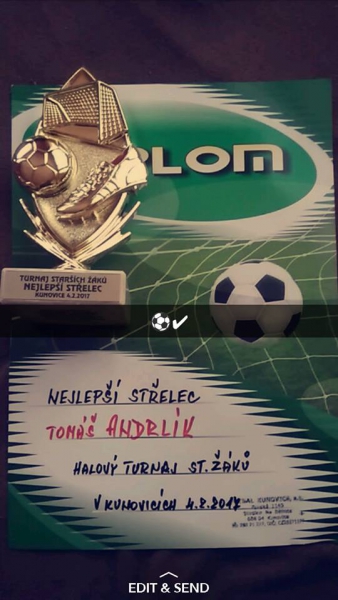 PLOM
TURNAJ STARŠÍCH ŽÁKŮ
NEJLEPŠÍ STŘELEC
KUNOVICE 4.2.2017
NEJLEPŠÍ STŘELEC
TOMÁŠ ANDRLÍK
HALOVÝ TURNAJ ST. ŽÁKŮ
V KUNOVICÍCH 4.2.2017
KUNOVICE, a.s.
EDIT & SEND